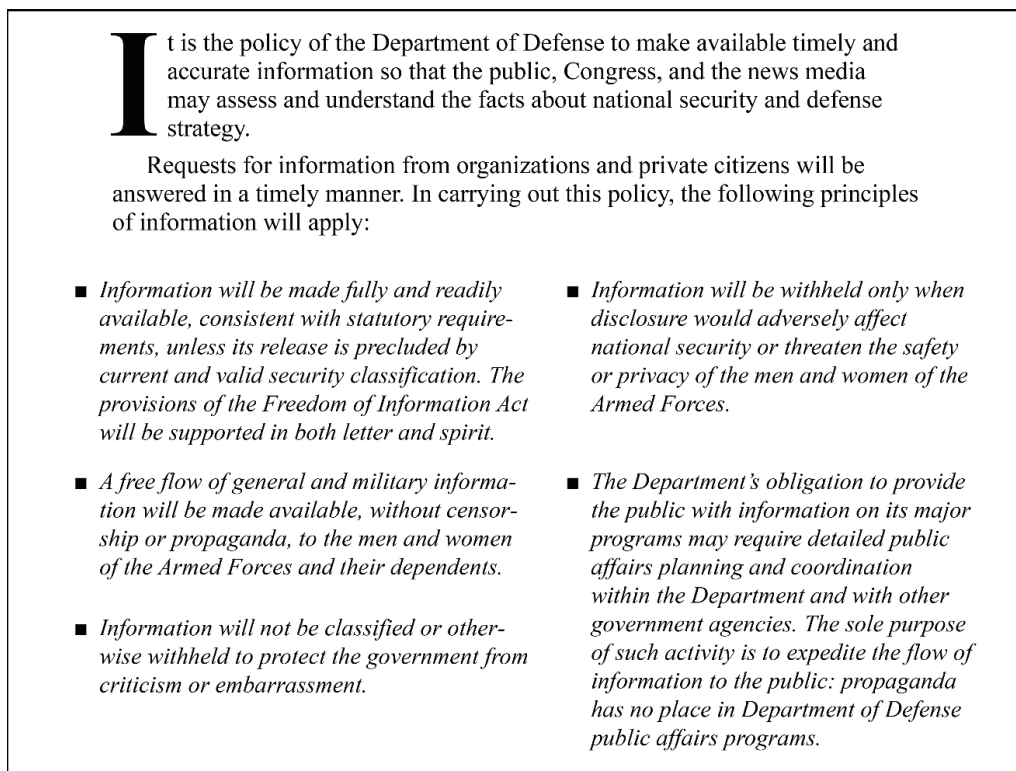 It is the policy of the Department of Defense to make available timely and
accurate information so that the public, Congress, and the news media
may assess and understand the facts about national security and defense
strategy.
Requests for information from organizations and private citizens will be
answered in a timely manner. In carrying out this policy, the following principles
of information will apply:
■ Information will be made fully and readily
available, consistent with statutory require-
ments, unless its release is precluded by
current and valid security classification. The
provisions of the Freedom of Information Act
will be supported in both letter and spirit.
■ A free flow of general and military informa-
tion will be made available, without censor-
ship or propaganda, to the men and women
of the Armed Forces and their dependents.
■ Information will not be classified or other-
wise withheld to protect the government from
criticism or embarrassment.
■ Information will be withheld only when
disclosure would adversely affect
national security or threaten the safety
or privacy of the men and women of the
Armed Forces.
■ The Department's obligation to provide
the public with information on its major
programs may require detailed public
affairs planning and coordination
within the Department and with other
government agencies. The sole purpose
of such activity is to expedite the flow of
information to the public: propaganda
has no place in Department of Defense
public affairs programs.